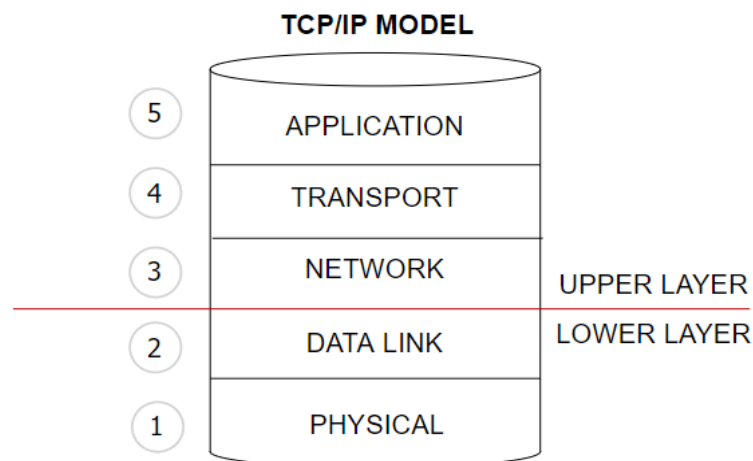 TCP/IP MODEL
5
APPLICATION
4
TRANSPORT
3
NETWORK
UPPER LAYER
LOWER LAYER
2
DATA LINK
1
PHYSICAL